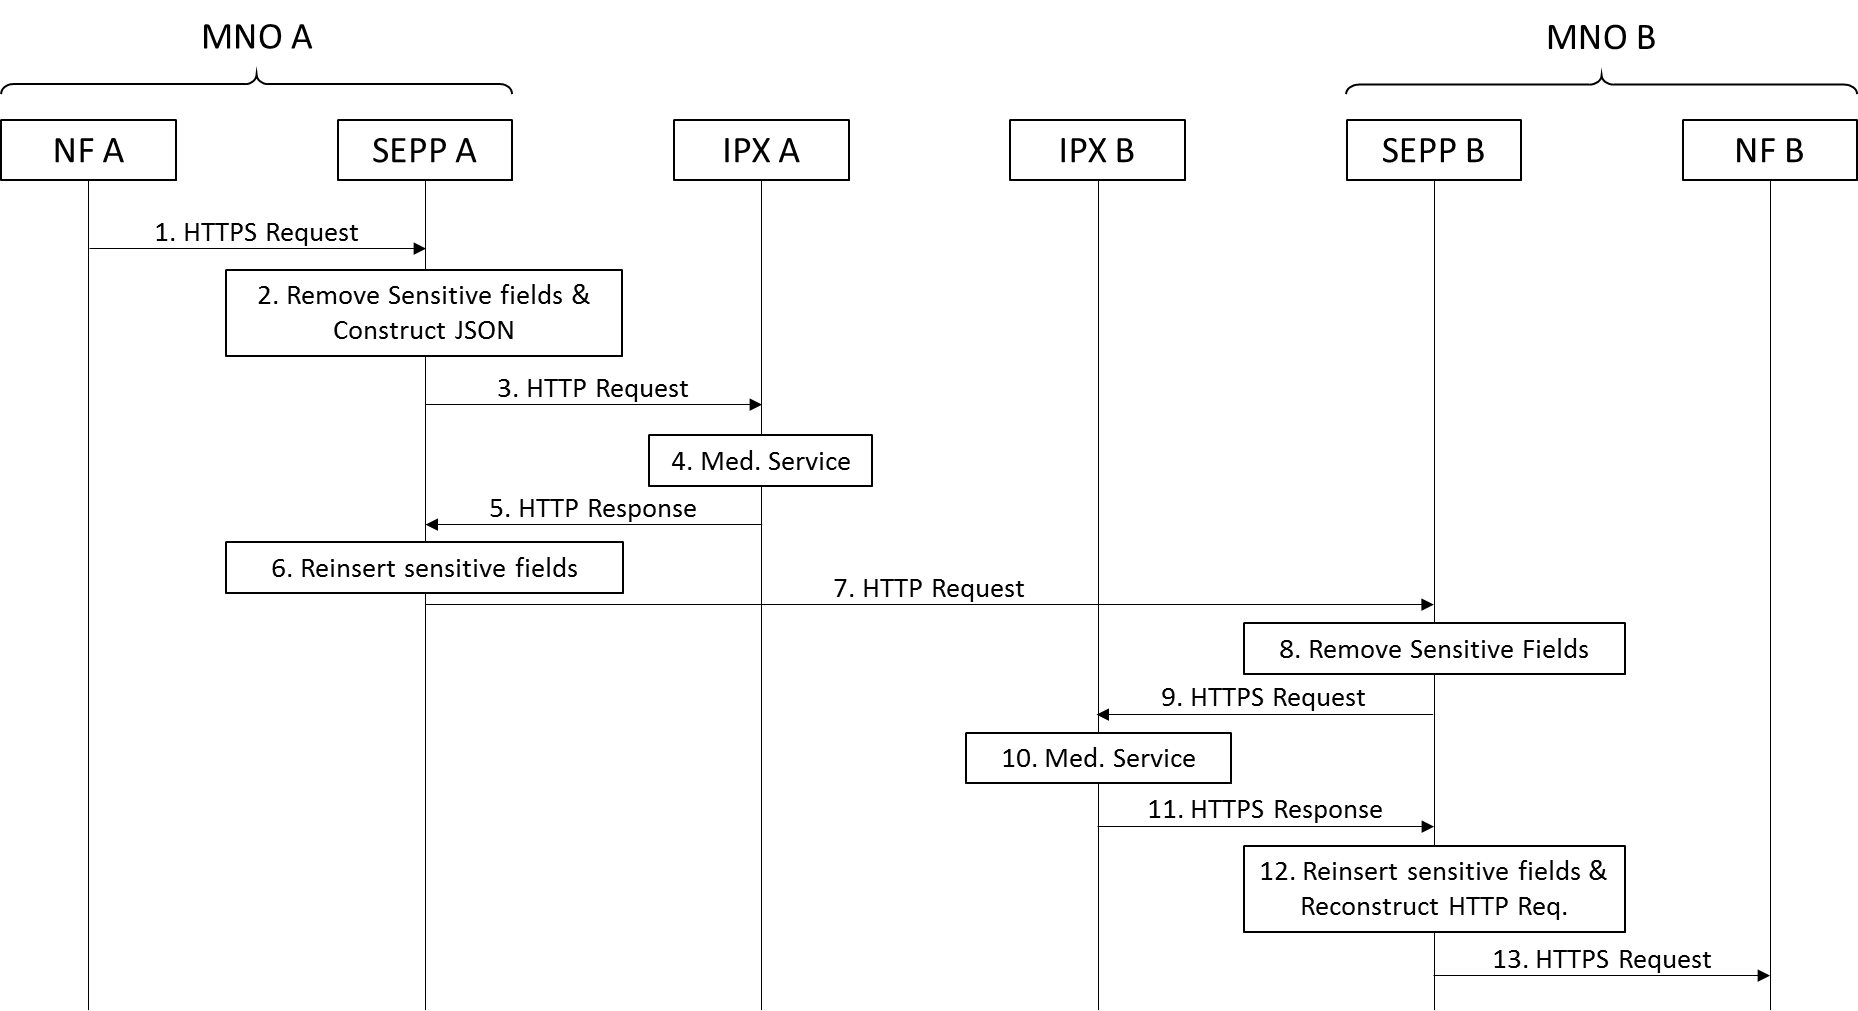 MNO A
MNO B
NF A
SEPP A
IPX A
IPX B
SEPP B
NF B
1. HTTPS Request
2. Remove Sensitive fields &
Construct JSON
3. HTTP Request
4. Med. Service
5. HTTP Response
6. Reinsert sensitive fields
7. HTTP Request
8. Remove Sensitive Fields
9. HTTPS Request
10. Med. Service
11. HTTPS Response
12. Reinsert sensitive fields &
Reconstruct HTTP Req.
13. HTTPS Request